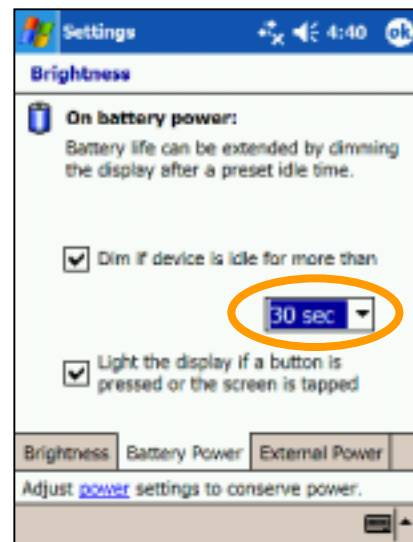 Settings 4:40 ok
Brightness
On battery power:
Battery life can be extended by dimming
the display after a preset idle time.
Dim if device is idle for more than
30 sec
Light the display if a button is
pressed or the screen is tapped
Brightness Battery Power External Power
Adjust power settings to conserve power.